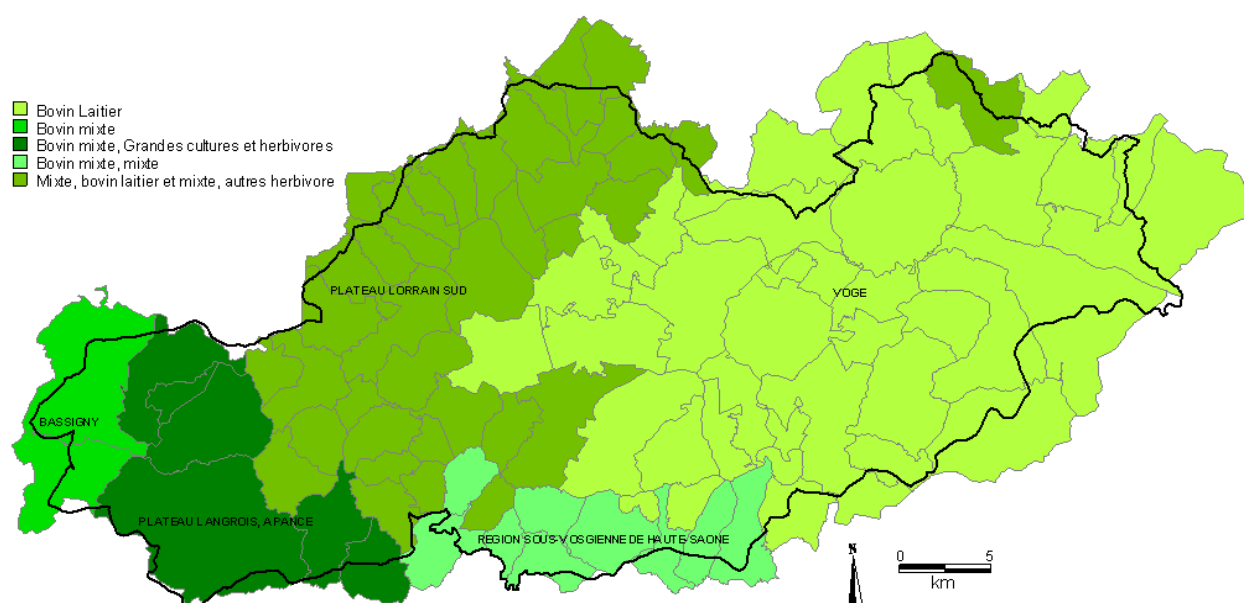 Bovin Laitier
Bovin mixte
Bovin mixte, Grandes cultures et herbivores
Bovin mixte, mixte
Mixte, bovin laitier et mixte, autres herbivore
PLATEAU LORRAIN SUD
VOGE
BASSIGNY
PLATEAU LANGROIS, APANCE
REGION SOUS-VOSGIENNE DE HAUTE-SAONE
N
0 5
km